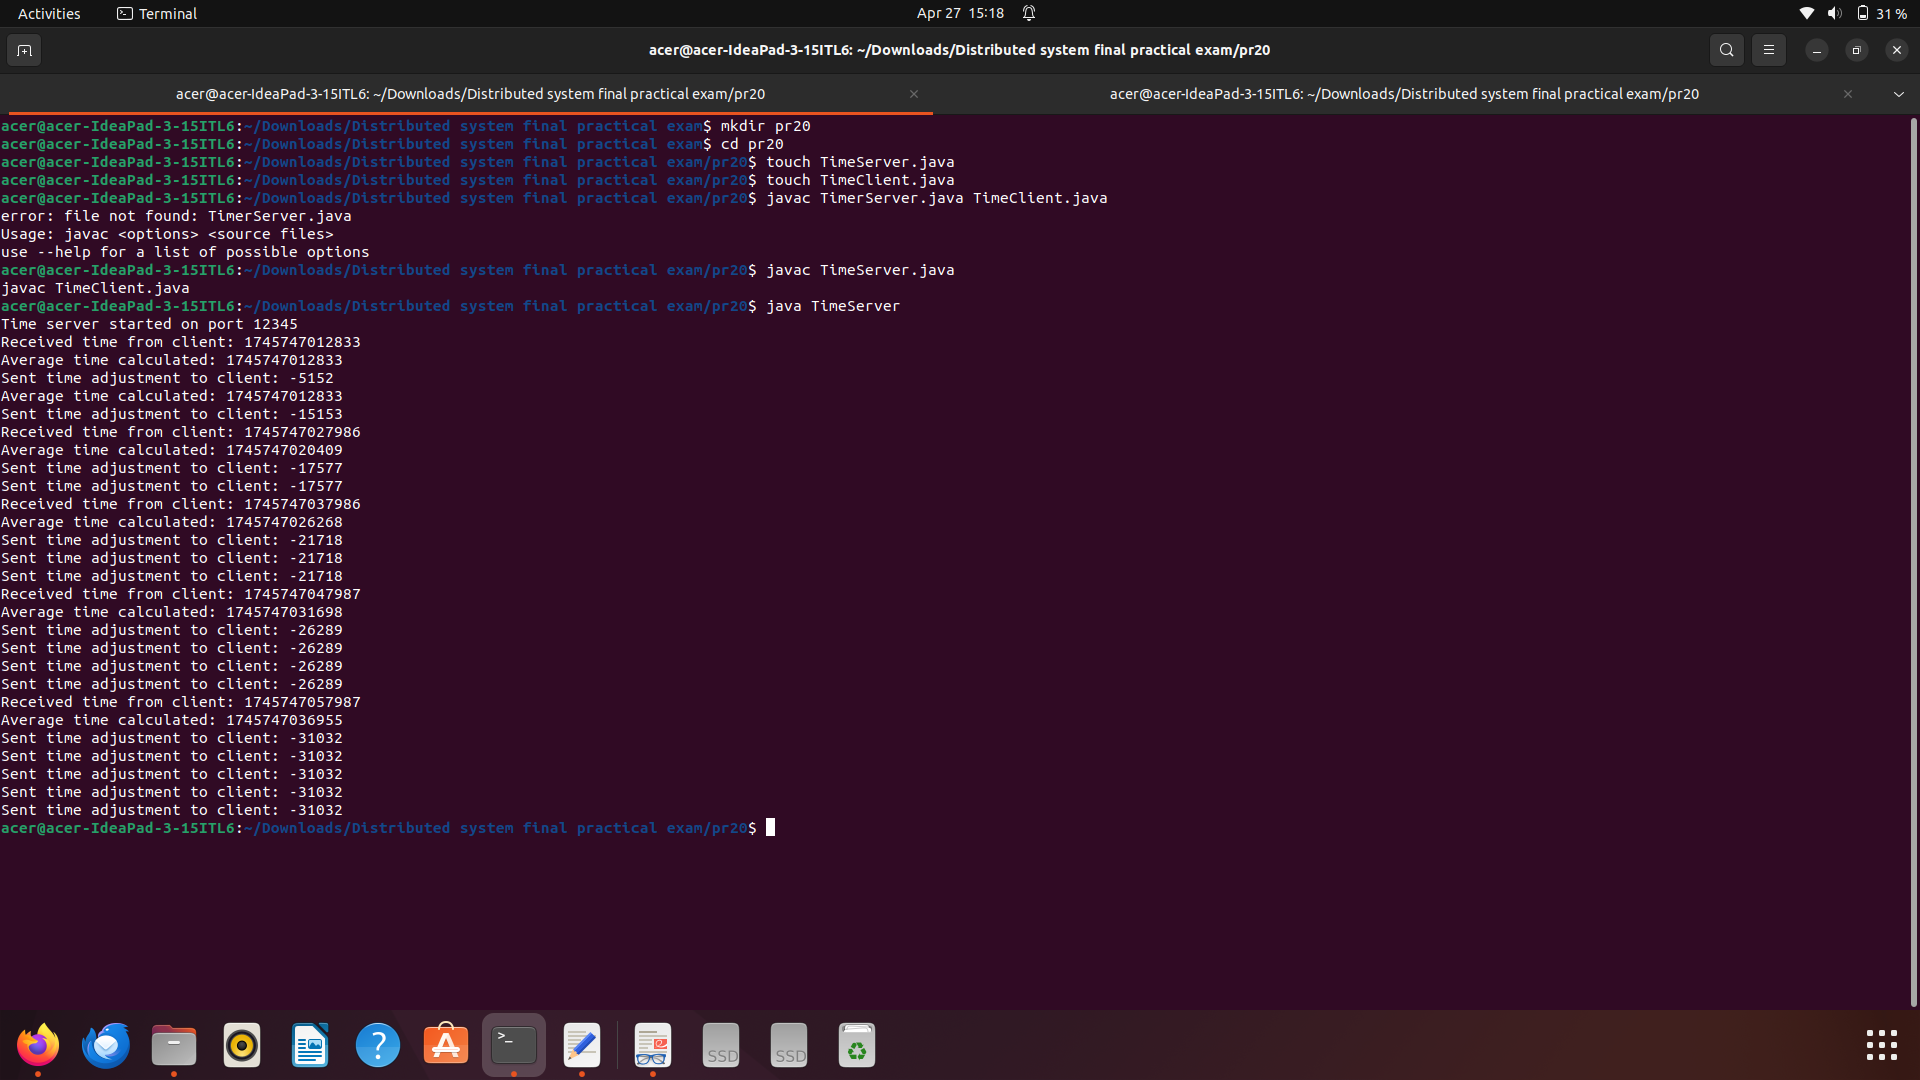 Activities
Terminal
Apr 27 15:18
31 %
acer@acer-IdeaPad-3-15ITL6: ~/Downloads/Distributed system final practical exam/pr20
acer@acer-IdeaPad-3-15ITL6: ~/Downloads/Distributed system final practical exam/pr20
acer@acer-IdeaPad-3-15ITL6: ~/Downloads/Distributed system final practical exam/pr20
acer@acer-IdeaPad-3-15ITL6:~/Downloads/Distributed system final practical exam$ mkdir pr20
acer@acer-IdeaPad-3-15ITL6:~/Downloads/Distributed system final practical exam$ cd pr20
acer@acer-IdeaPad-3-15ITL6:~/Downloads/Distributed system final practical exam/pr20$ touch TimeServer.java
acer@acer-IdeaPad-3-15ITL6:~/Downloads/Distributed system final practical exam/pr20$ touch TimeClient.java
acer@acer-IdeaPad-3-15ITL6:~/Downloads/Distributed system final practical exam/pr20$ javac TimerServer.java TimeClient.java
error: file not found: TimerServer.java
Usage: javac <options> <source files>
use --help for a list of possible options
acer@acer-IdeaPad-3-15ITL6:~/Downloads/Distributed system final practical exam/pr20$ javac TimeServer.java
javac TimeClient.java
acer@acer-IdeaPad-3-15ITL6:~/Downloads/Distributed system final practical exam/pr20$ java TimeServer
Time server started on port 12345
Received time from client: 1745747012833
Average time calculated: 1745747012833
Sent time adjustment to client: -5152
Average time calculated: 1745747012833
Sent time adjustment to client: -15153
Received time from client: 1745747027986
Average time calculated: 1745747020409
Sent time adjustment to client: -17577
Sent time adjustment to client: -17577
Received time from client: 1745747037986
Average time calculated: 1745747026268
Sent time adjustment to client: -21718
Sent time adjustment to client: -21718
Sent time adjustment to client: -21718
Received time from client: 1745747047987
Average time calculated: 1745747031698
Sent time adjustment to client: -26289
Sent time adjustment to client: -26289
Sent time adjustment to client: -26289
Sent time adjustment to client: -26289
Received time from client: 1745747057987
Average time calculated: 1745747036955
Sent time adjustment to client: -31032
Sent time adjustment to client: -31032
Sent time adjustment to client: -31032
Sent time adjustment to client: -31032
Sent time adjustment to client: -31032
acer@acer-IdeaPad-3-15ITL6:~/Downloads/Distributed system final practical exam/pr20$
SSD
SSD